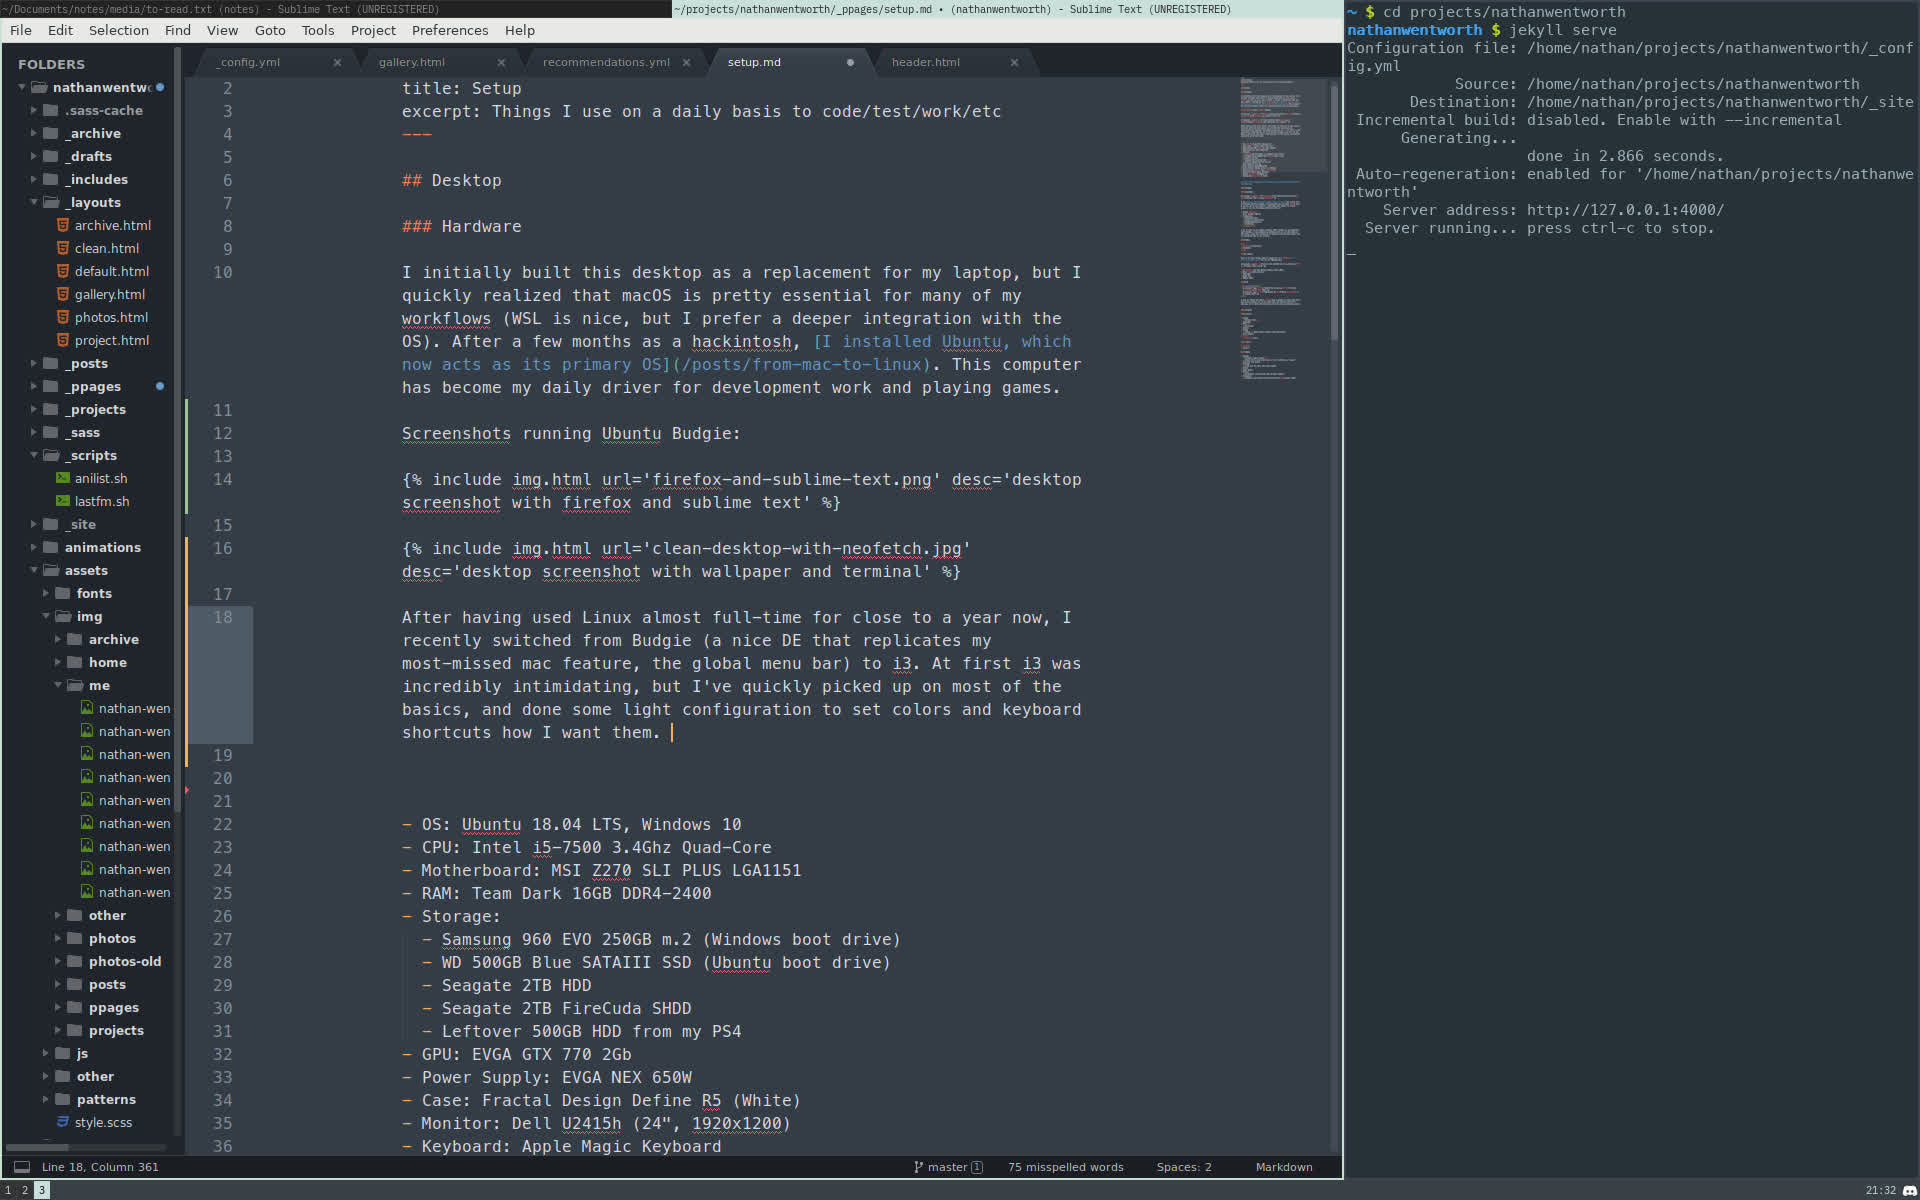 ~/Documents/notes/media/to-read.txt (notes) - Sublime Text (UNREGISTERED)
~/projects/nathanwentworth/_ppages/setup.md • (nathanwentworth) - Sublime Text (UNREGISTERED)
File Edit Selection Find View Goto Tools Project Preferences Help
FOLDERS
nathanwentwo
.sass-cache
_archive
_drafts
_includes
_layouts
archive.html
clean.html
default.html
gallery.html
photos.html
project.html
_posts
_ppages
_projects
_sass
_scripts
anilist.sh
lastfm.sh
_site
animations
assets
fonts
img
archive
home
me
nathan-wen
nathan-wen
nathan-wen
nathan-wen
nathan-wen
nathan-wen
nathan-wen
nathan-wen
nathan-wen
other
photos
photos-old
posts
ppages
projects
js
other
patterns
style.scss
_config.yml × gallery.html × recommendations.yml × setup.md ● header.html ×
2 title: Setup
3 excerpt: Things I use on a daily basis to code/test/work/etc
4 ---
5
6 ## Desktop
7
8 ### Hardware
9
10 I initially built this desktop as a replacement for my laptop, but I
quickly realized that macOS is pretty essential for many of my
workflows (WSL is nice, but I prefer a deeper integration with the
OS). After a few months as a hackintosh, [I installed Ubuntu, which
now acts as its primary OS](/posts/from-mac-to-linux). This computer
has become my daily driver for development work and playing games.
11
12 Screenshots running Ubuntu Budgie:
13
14 {% include img.html url='firefox-and-sublime-text.png' desc='desktop
screenshot with firefox and sublime text' %}
15
16 {% include img.html url='clean-desktop-with-neofetch.jpg'
desc='desktop screenshot with wallpaper and terminal' %}
17
18 After having used Linux almost full-time for close to a year now, I
recently switched from Budgie (a nice DE that replicates my
most-missed mac feature, the global menu bar) to i3. At first i3 was
incredibly intimidating, but I've quickly picked up on most of the
basics, and done some light configuration to set colors and keyboard
shortcuts how I want them.
19
20
21
22 - OS: Ubuntu 18.04 LTS, Windows 10
23 - CPU: Intel i5-7500 3.4Ghz Quad-Core
24 - Motherboard: MSI Z270 SLI PLUS LGA1151
25 - RAM: Team Dark 16GB DDR4-2400
26 - Storage:
27 - Samsung 960 EVO 250GB m.2 (Windows boot drive)
28 - WD 500GB Blue SATAIII SSD (Ubuntu boot drive)
29 - Seagate 2TB HDD
30 - Seagate 2TB FireCuda SHDD
31 - Leftover 500GB HDD from my PS4
32 - GPU: EVGA GTX 770 2Gb
33 - Power Supply: EVGA NEX 650W
34 - Case: Fractal Design Define R5 (White)
35 - Monitor: Dell U2415h (24", 1920x1200)
36 - Keyboard: Apple Magic Keyboard
Line 18, Column 361 master 1 75 misspelled words Spaces: 2 Markdown
~ $ cd projects/nathanwentworth
nathanwentworth $ jekyll serve
Configuration file: /home/nathan/projects/nathanwentworth/_conf
ig.yml
Source: /home/nathan/projects/nathanwentworth
Destination: /home/nathan/projects/nathanwentworth/_site
Incremental build: disabled. Enable with --incremental
Generating...
done in 2.866 seconds.
Auto-regeneration: enabled for '/home/nathan/projects/nathanwe
ntworth'
Server address: http://127.0.0.1:4000/
Server running... press ctrl-c to stop.
1 2 3
21:32